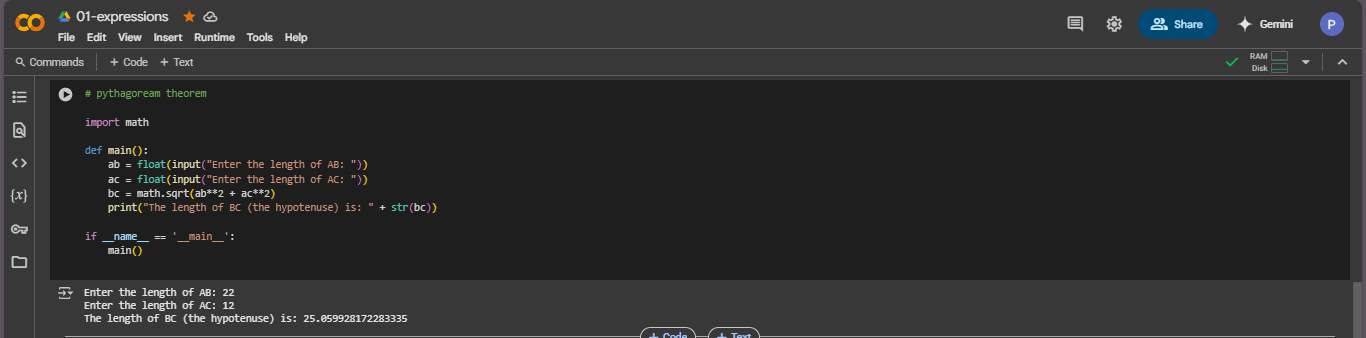 01-expressions
File Edit View Insert Runtime Tools Help
Share
Gemini
P
Commands + Code + Text
RAM
Disk
# pythagoream theorem
import math
def main():
ab = float(input("Enter the length of AB: "))
ac = float(input("Enter the length of AC: "))
bc = math.sqrt(ab**2 + ac**2)
print("The length of BC (the hypotenuse) is: " + str(bc))
if __name__ == '__main__':
main()
Enter the length of AB: 22
Enter the length of AC: 12
The length of BC (the hypotenuse) is: 25.059928172283335
+ Code + Text